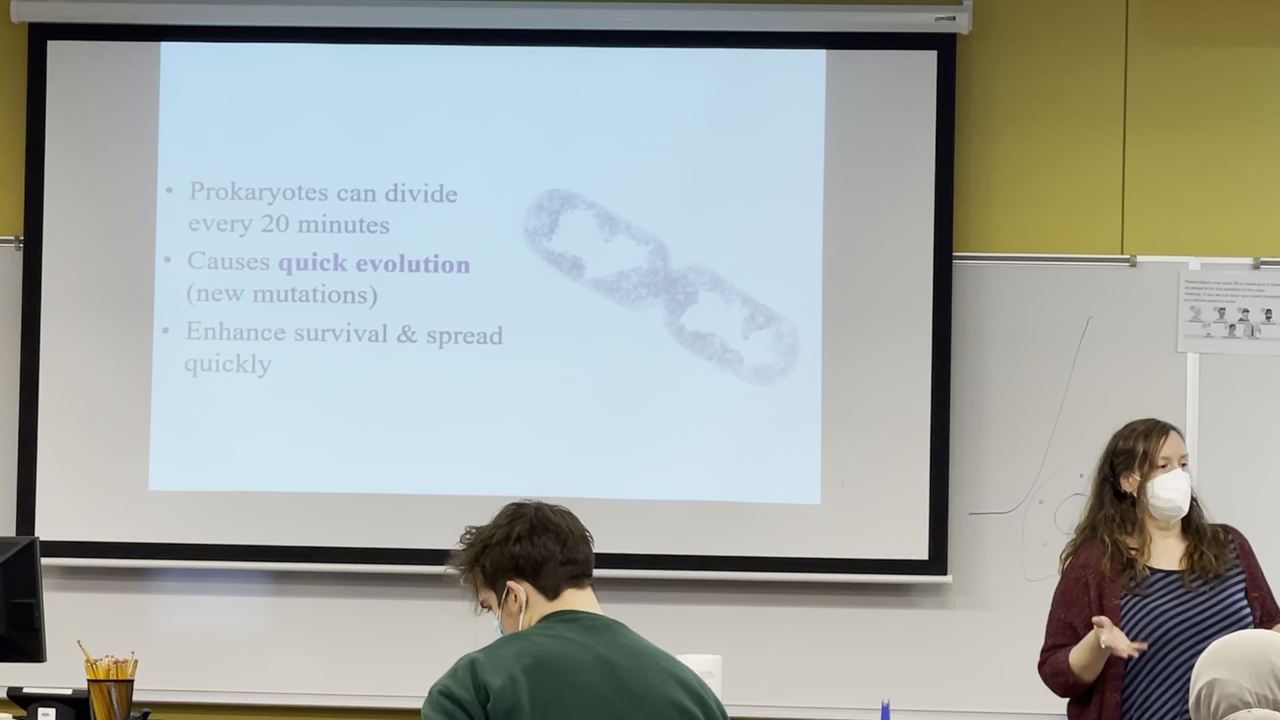 • Prokaryotes can divide
every 20 minutes
• Causes quick evolution
(new mutations)
• Enhance survival & spread
quickly